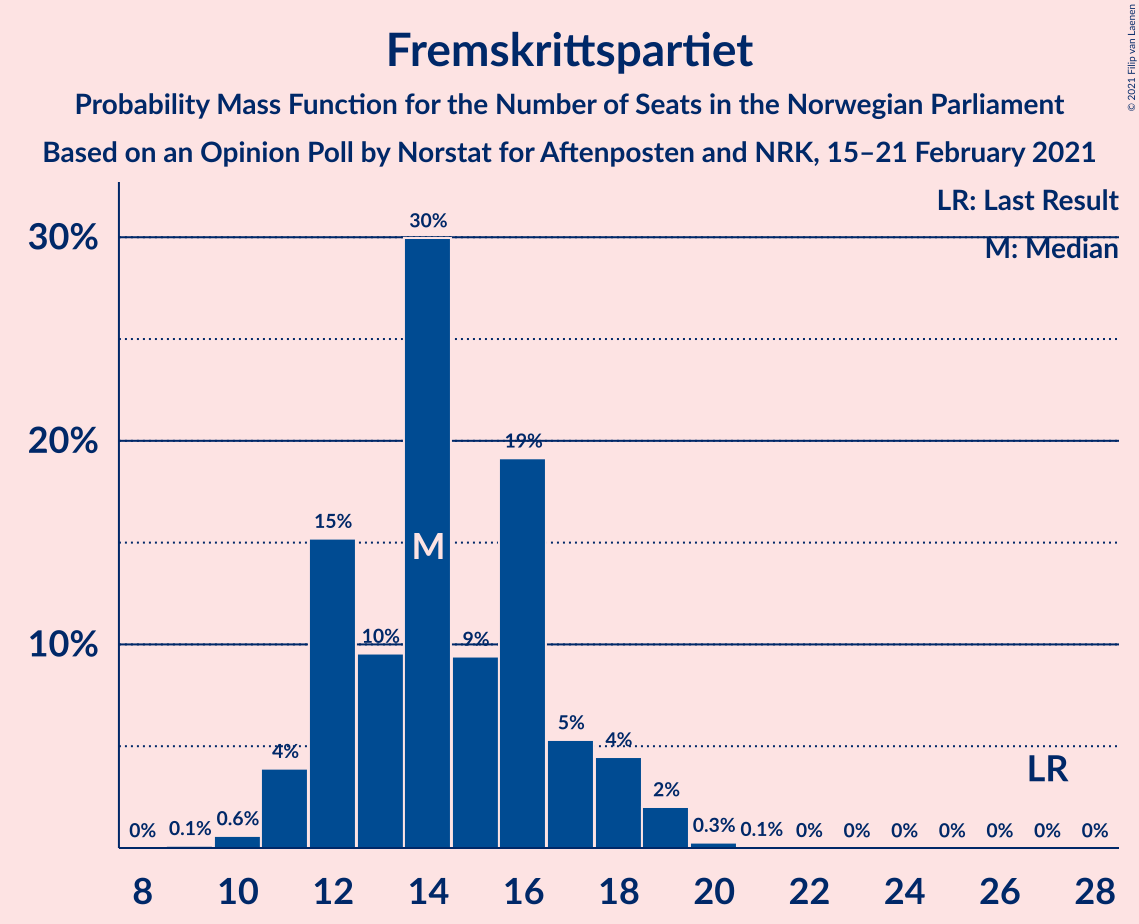 Fremskrittspartiet
Probability Mass Function for the Number of Seats in the Norwegian Parliament
Based on an Opinion Poll by Norstat for Aftenposten and NRK, 15–21 February 2021
© 2021 Filip van Laenen
LR: Last Result
M: Median
30%
20%
10%
0%
0.1%
0.6%
4%
15%
10%
30%
M
9%
19%
5%
4%
2%
0.3%
0.1%
0%
0%
0%
0%
0%
0%
0%
LR
8 10 12 14 16 18 20 22 24 26 28